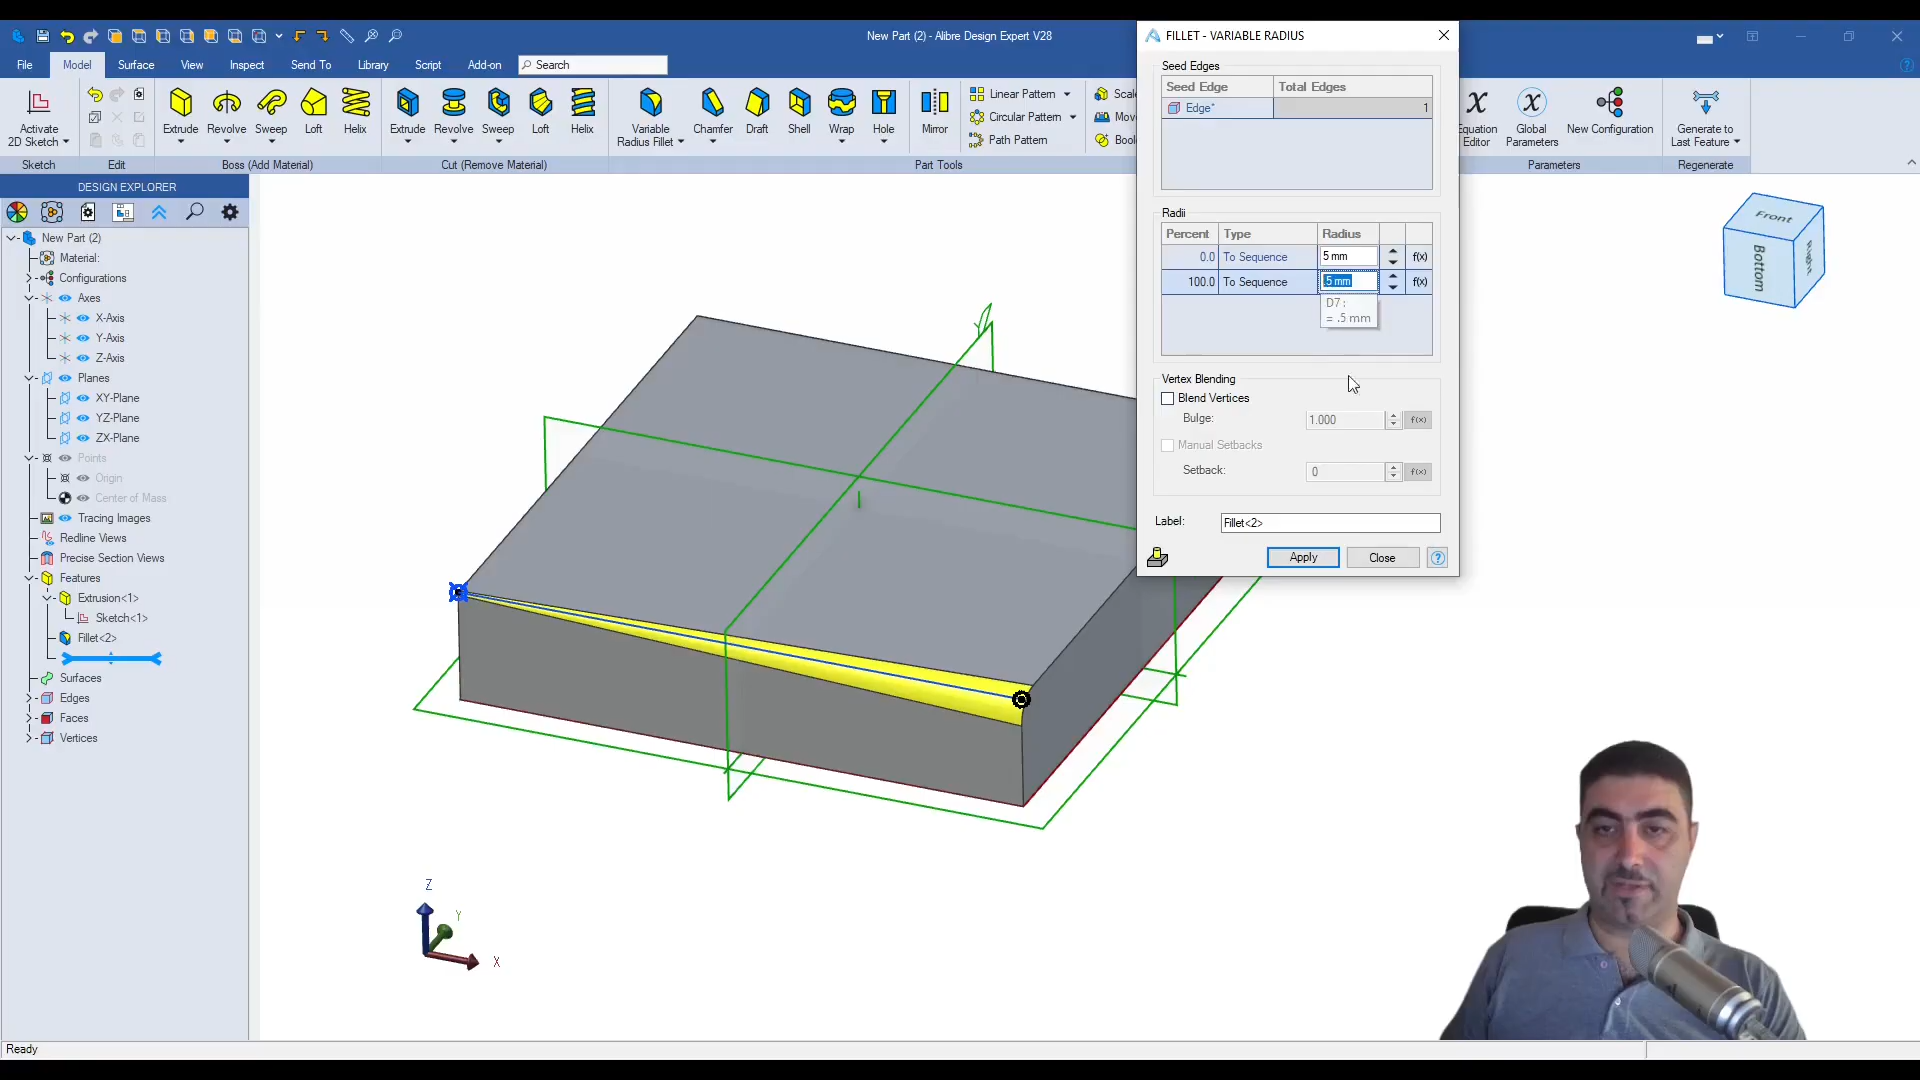 New Part (2) - Alibre Design Expert V28
File Model Surface View Inspect Send To Library Script Add-on Search
Activate 2D Sketch
Extrude Revolve Sweep Loft Helix
Extrude Revolve Sweep Loft Helix
Variable Radius Fillet Chamfer Draft Shell Wrap Hole Mirror
Linear Pattern
Circular Pattern
Path Pattern
Equation Editor Global Parameters New Configuration Generate to Last Feature
Sketch Edit Boss (Add Material) Cut (Remove Material) Part Tools Parameters Regenerate
DESIGN EXPLORER
New Part (2)
Material:
Configurations
Axes
X-Axis
Y-Axis
Z-Axis
Planes
XY-Plane
YZ-Plane
ZX-Plane
Points
Origin
Center of Mass
Tracing Images
Redline Views
Precise Section Views
Features
Extrusion<1>
Sketch<1>
Fillet<2>
Surfaces
Edges
Faces
Vertices
Z
Y
X
Front
Bottom
Right
FILLET - VARIABLE RADIUS
Seed Edges
Seed Edge Total Edges
Edge* 1
Radii
Percent Type Radius
0.0 To Sequence 5 mm f(x)
100.0 To Sequence .5 mm f(x)
D7 :
= .5 mm
Vertex Blending
Blend Vertices
Bulge: 1.000 f(x)
Manual Setbacks
Setback: 0 f(x)
Label: Fillet<2>
Apply Close
Ready